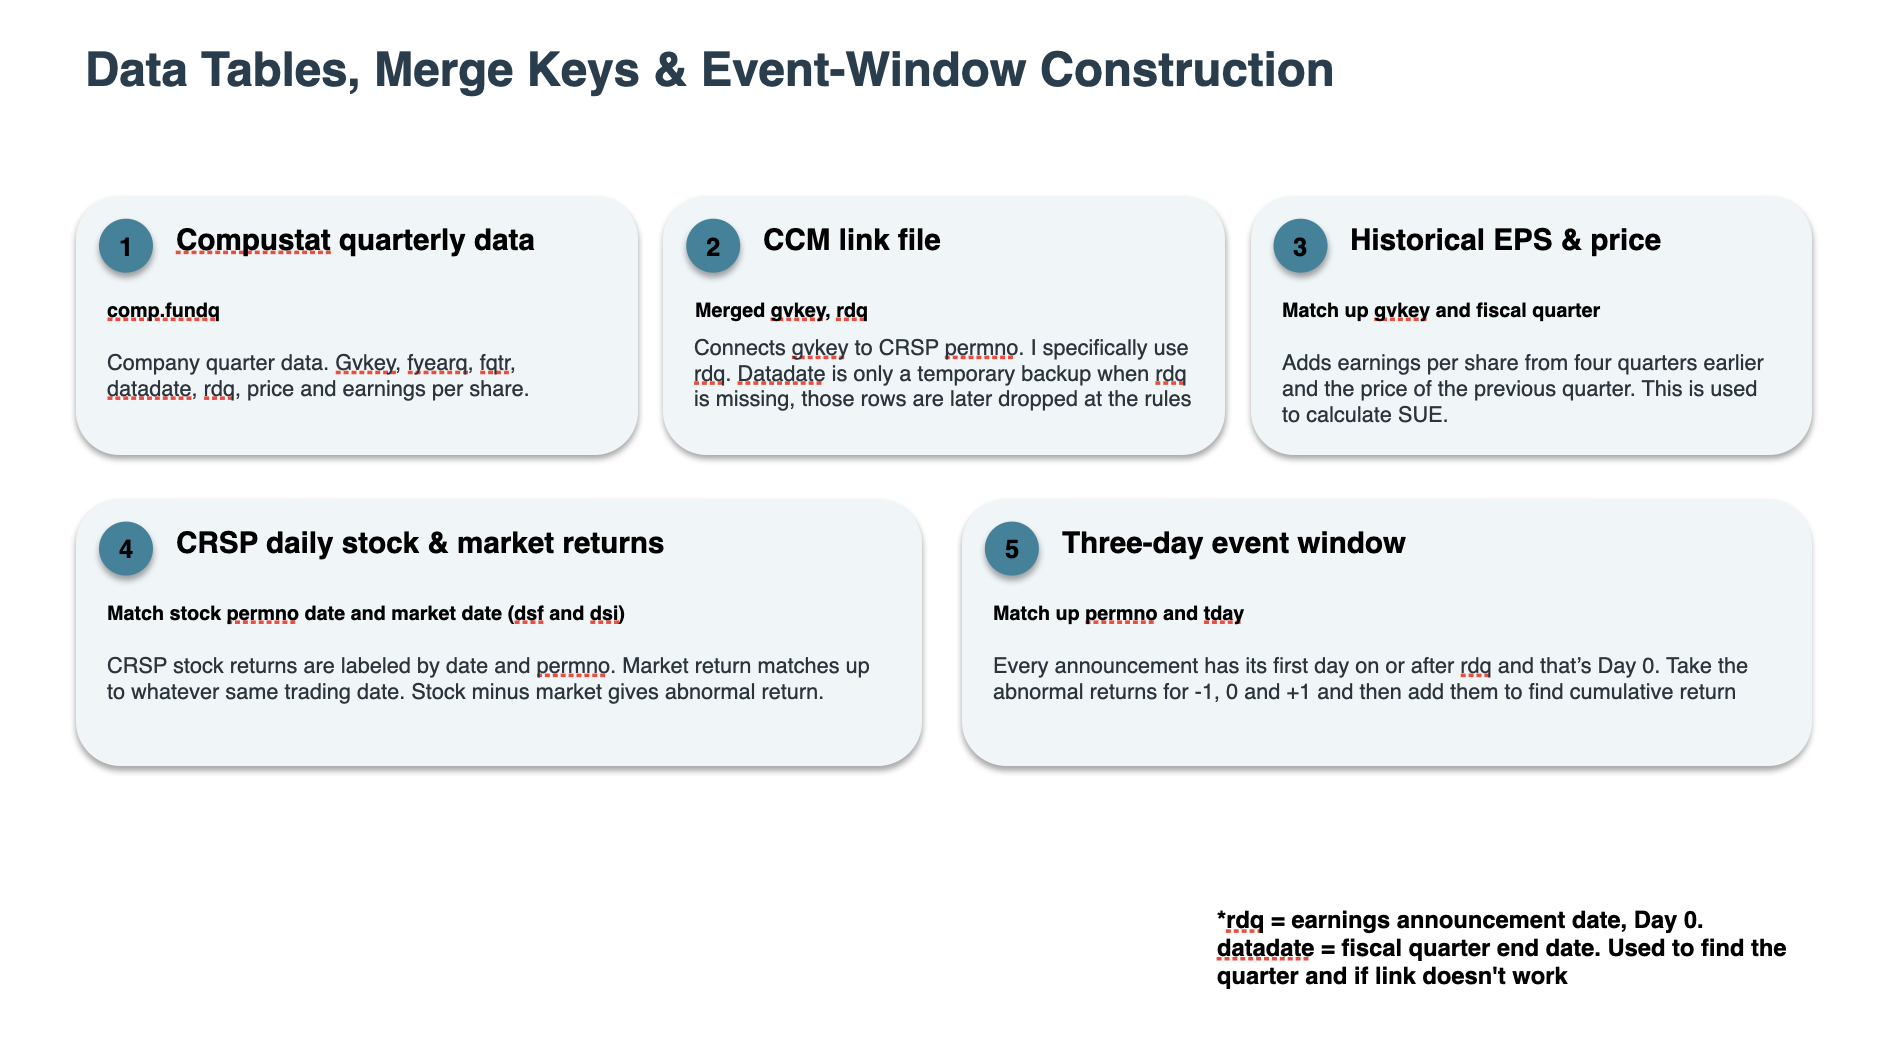 Data Tables, Merge Keys & Event-Window Construction
1
Compustat quarterly data
comp.fundq
Company quarter data. Gvkey, fyearq, fqtr,
datadate, rdq, price and earnings per share.
2
CCM link file
Merged gvkey, rdq
Connects gvkey to CRSP permno. I specifically use
rdq. Datadate is only a temporary backup when rdq
is missing, those rows are later dropped at the rules
3
Historical EPS & price
Match up gvkey and fiscal quarter
Adds earnings per share from four quarters earlier
and the price of the previous quarter. This is used
to calculate SUE.
4
CRSP daily stock & market returns
Match stock permno date and market date (dsf and dsi)
CRSP stock returns are labeled by date and permno. Market return matches up
to whatever same trading date. Stock minus market gives abnormal return.
5
Three-day event window
Match up permno and tday
Every announcement has its first day on or after rdq and that’s Day 0. Take the
abnormal returns for -1, 0 and +1 and then add them to find cumulative return
*rdq = earnings announcement date, Day 0.
datadate = fiscal quarter end date. Used to find the
quarter and if link doesn't work